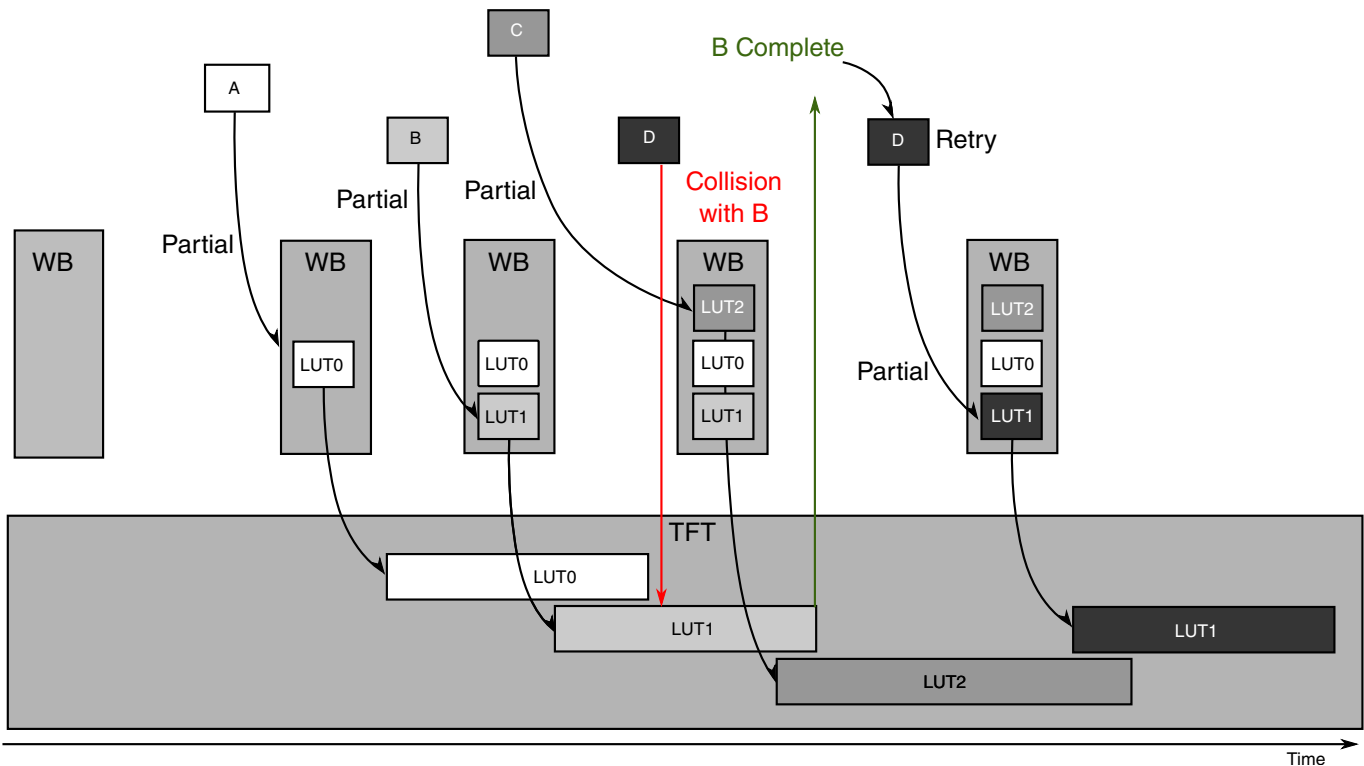 C
B Complete
A
B
D
D
Retry
Collision
with B
Partial
Partial
Partial
WB
WB
WB
WB
WB
LUT2
LUT2
LUT0
LUT0
LUT0
LUT0
Partial
LUT1
LUT1
LUT1
TFT
LUT0
LUT1
LUT1
LUT2
Time